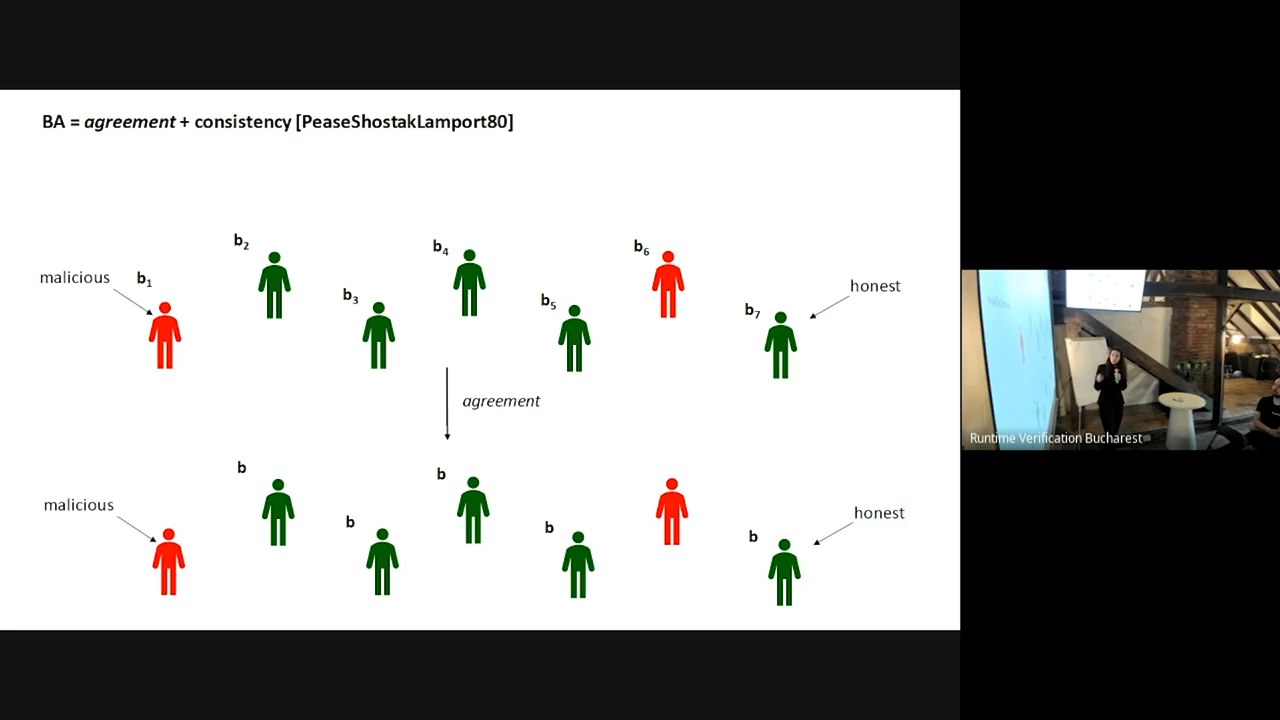 BA = agreement + consistency [PeaseShostakLamport80]
b2
b4
b6
malicious
b1
b3
b5
b7
honest
agreement
b
b
malicious
b
b
b
honest
Runtime Verification Bucharest